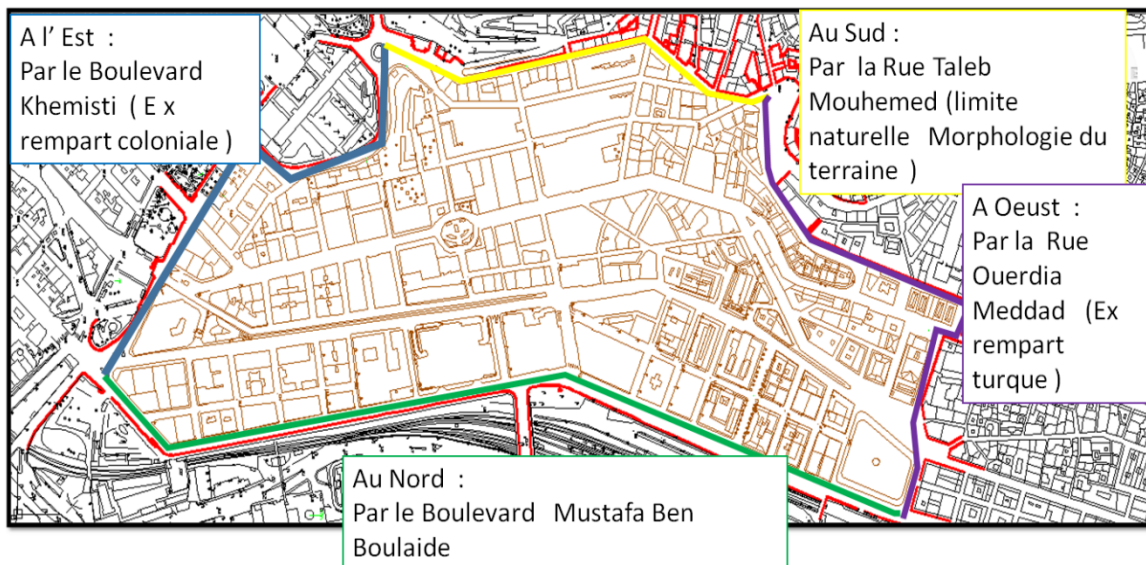 A l’ Est :
Par le Boulevard
Khemisti ( E x
rempart coloniale )
Au Sud :
Par la Rue Taleb
Mouhemed (limite
naturelle Morphologie du
terraine )
A Oeust :
Par la Rue
Ouerdia
Meddad (Ex
rempart
turque )
Au Nord :
Par le Boulevard Mustafa Ben
Boulaide